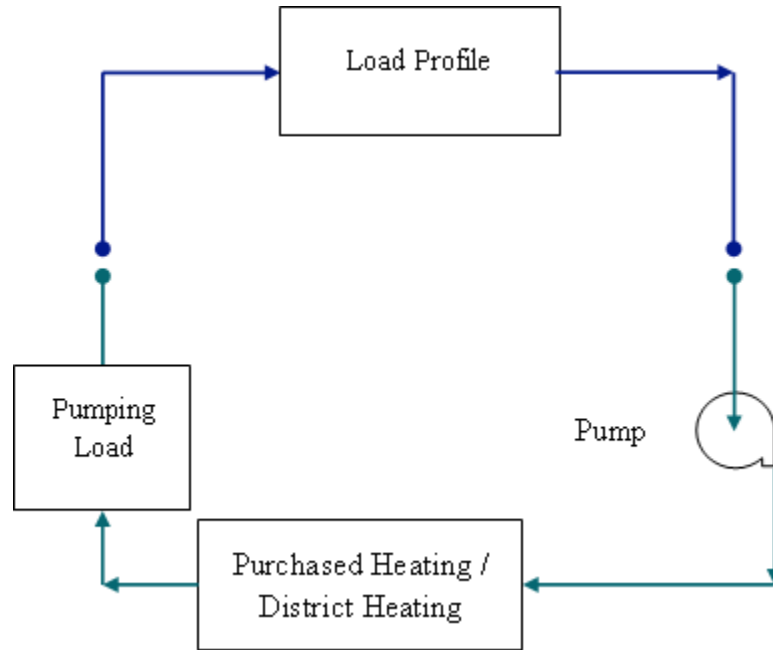 Load Profile
Pumping
Load
Pump
Purchased Heating /
District Heating